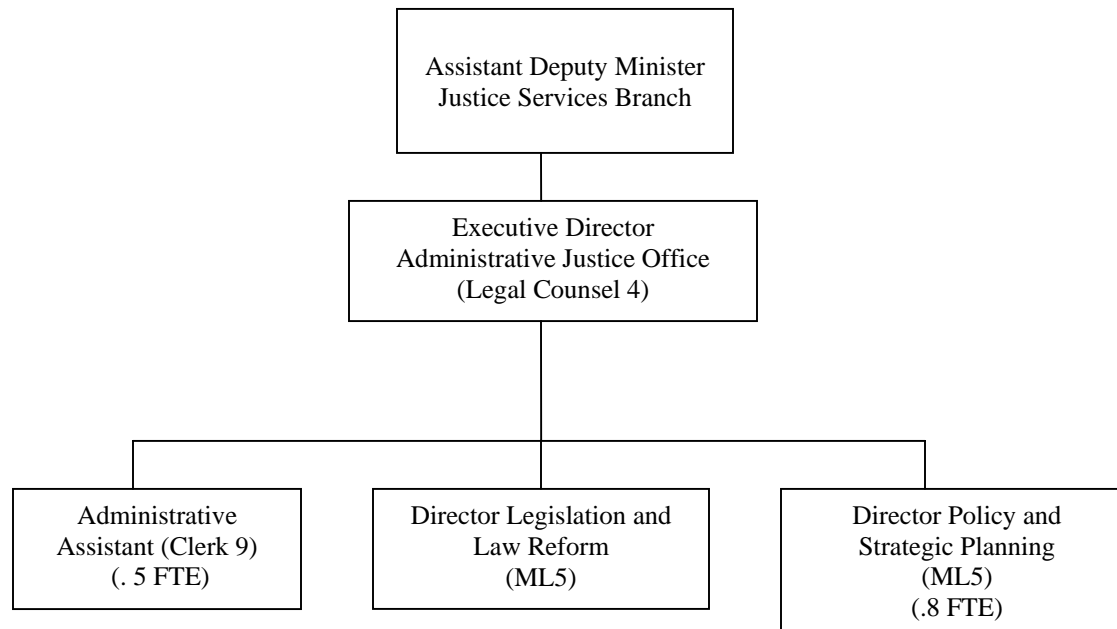 Assistant Deputy Minister
Justice Services Branch
Executive Director
Administrative Justice Office
(Legal Counsel 4)
Administrative
Assistant (Clerk 9)
(. 5 FTE)
Director Legislation and
Law Reform
(ML5)
Director Policy and
Strategic Planning
(ML5)
(.8 FTE)